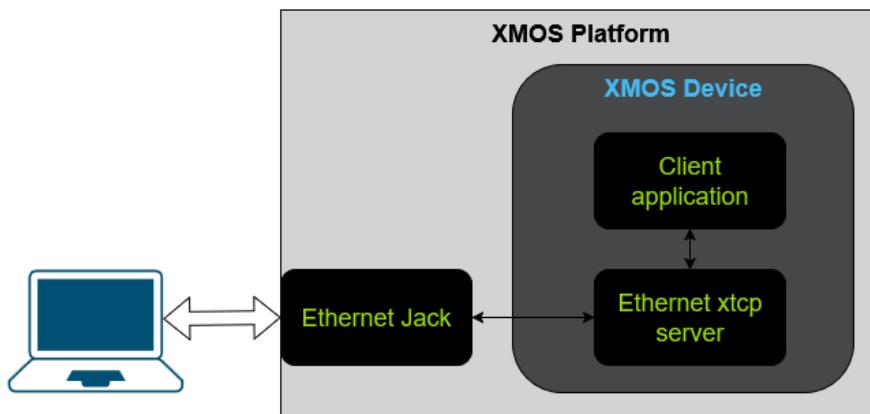 XMOS Platform
XMOS Device
Client
application
Ethernet Jack
Ethernet xtcp
server